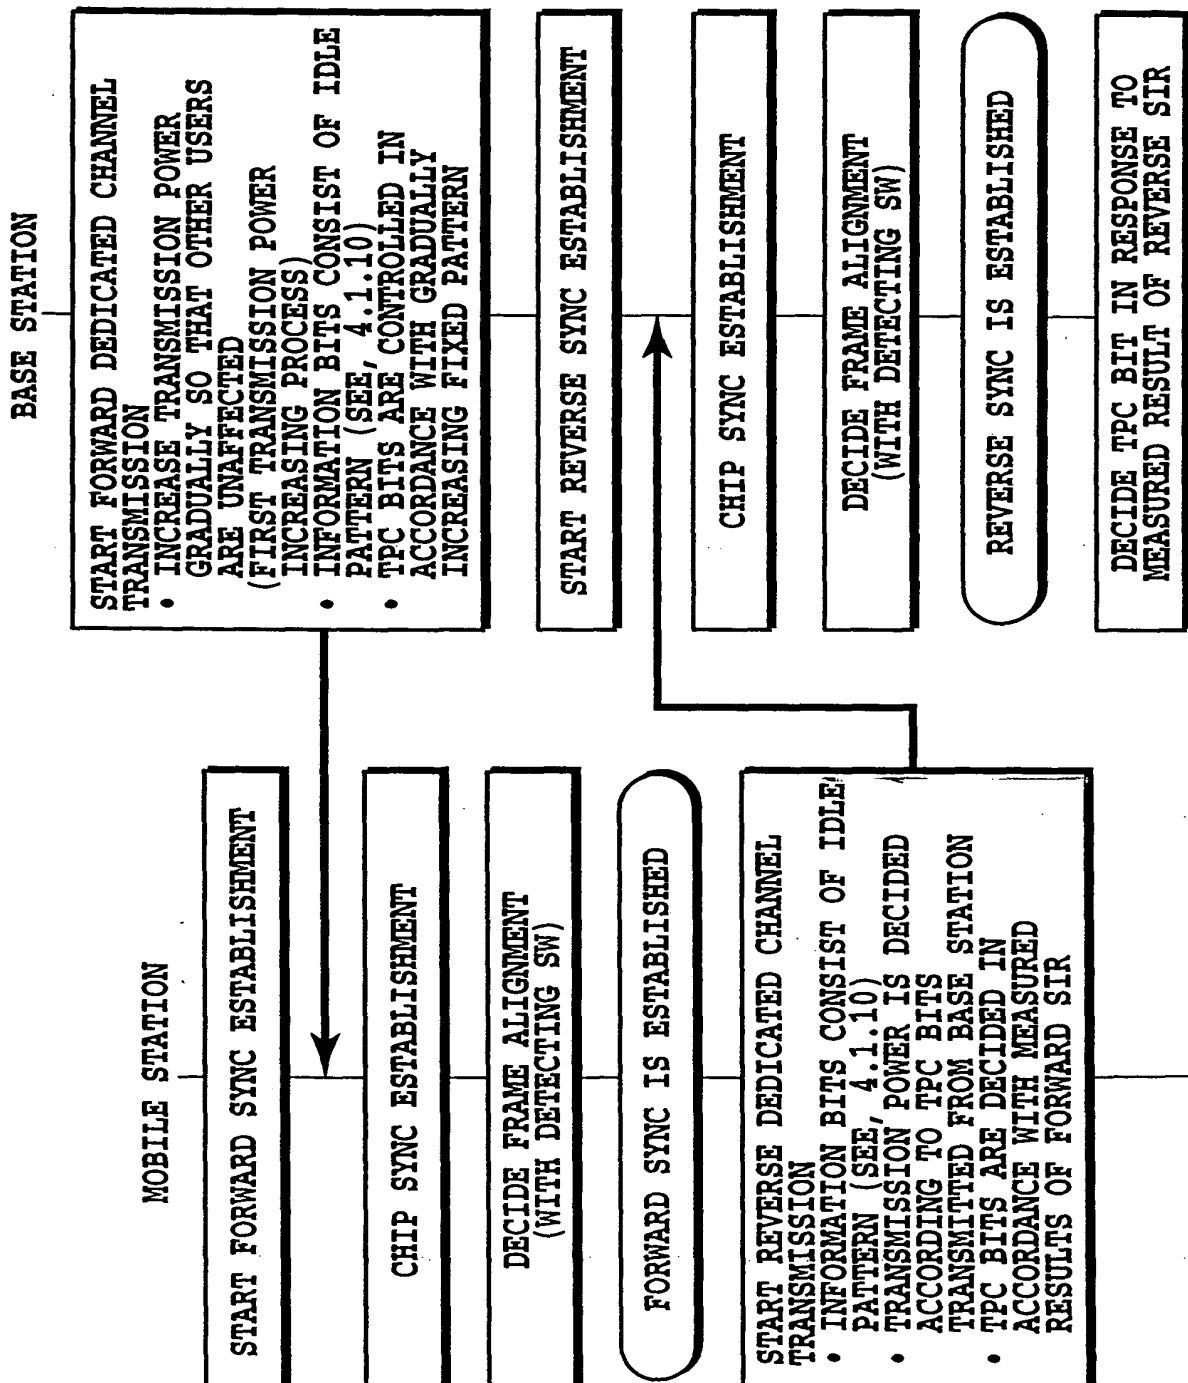 MOBILE STATION
START FORWARD SYNC ESTABLISHMENT
CHIP SYNC ESTABLISHMENT
DECIDE FRAME ALIGNMENT
(WITH DETECTING SW)
FORWARD SYNC IS ESTABLISHED
START REVERSE DEDICATED CHANNEL
TRANSMISSION
• INFORMATION BITS CONSIST OF IDLE
PATTERN (SEE, 4.1.10)
• TRANSMISSION POWER IS DECIDED
ACCORDING TO TPC BITS
TRANSMITTED FROM BASE STATION
• TPC BITS ARE DECIDED IN
ACCORDANCE WITH MEASURED
RESULTS OF FORWARD SIR
BASE STATION
START FORWARD DEDICATED CHANNEL
TRANSMISSION
• INCREASE TRANSMISSION POWER
GRADUALLY SO THAT OTHER USERS
ARE UNAFFECTED
(FIRST TRANSMISSION POWER
INCREASING PROCESS)
• INFORMATION BITS CONSIST OF IDLE
PATTERN (SEE, 4.1.10)
• TPC BITS ARE CONTROLLED IN
ACCORDANCE WITH GRADUALLY
INCREASING FIXED PATTERN
START REVERSE SYNC ESTABLISHMENT
CHIP SYNC ESTABLISHMENT
DECIDE FRAME ALIGNMENT
(WITH DETECTING SW)
REVERSE SYNC IS ESTABLISHED
DECIDE TPC BIT IN RESPONSE TO
MEASURED RESULT OF REVERSE SIR